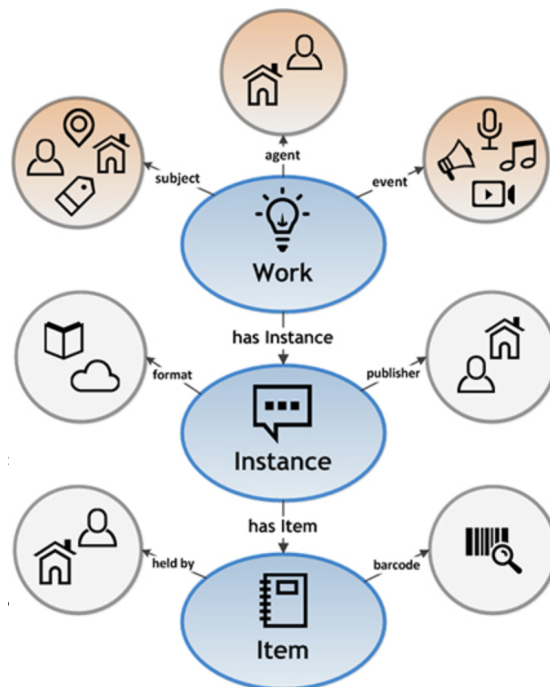 agent
subject
event
Work
has Instance
format
publisher
Instance
has Item
held by
barcode
Item